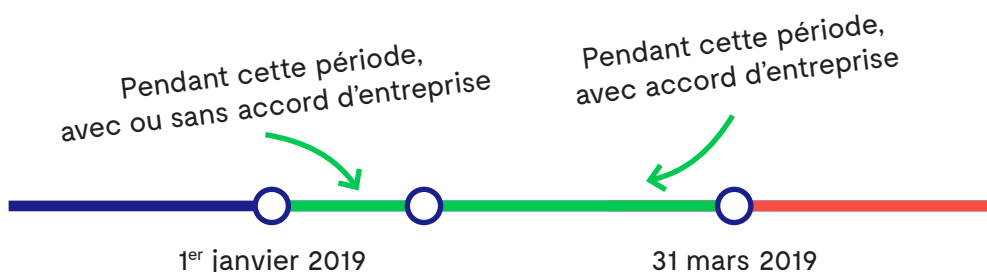 Pendant cette période,
avec ou sans accord d’entreprise
Pendant cette période,
avec accord d’entreprise
1er janvier 2019
31 mars 2019